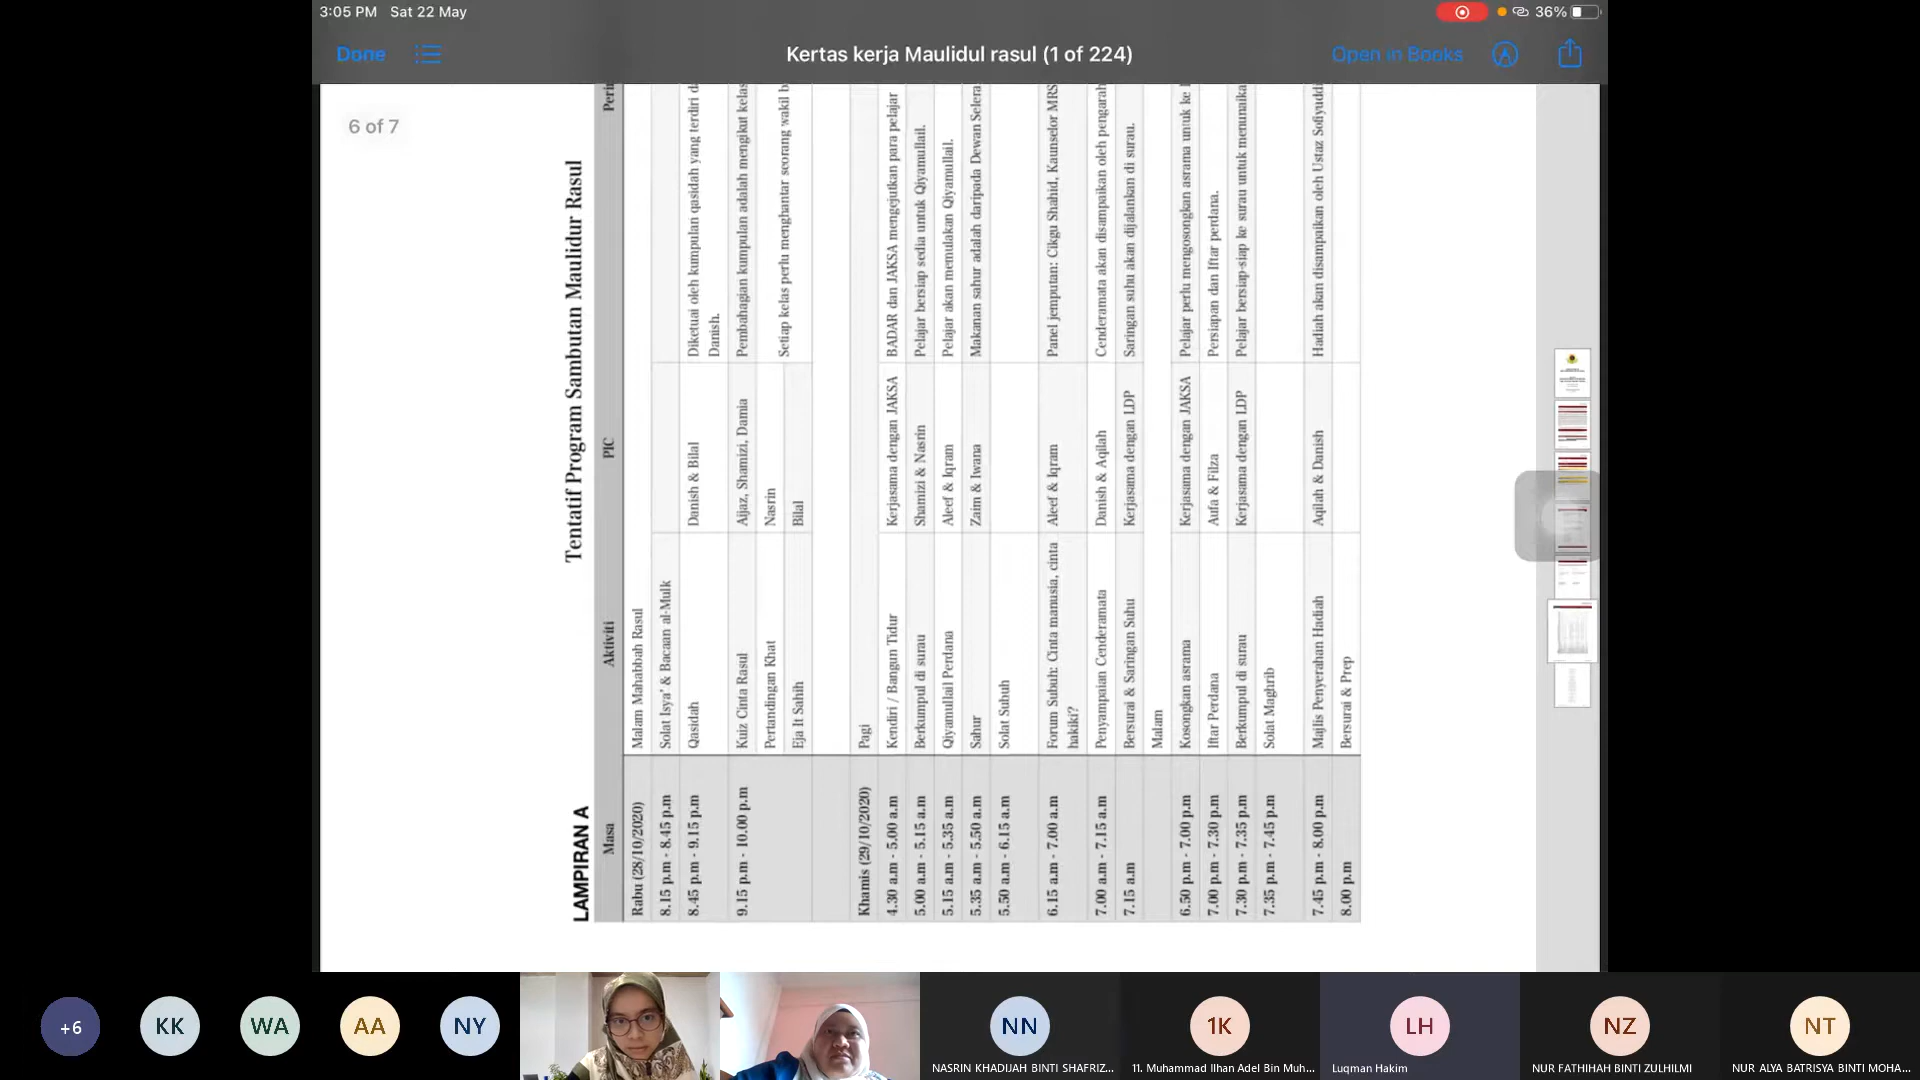 3:05 PM Sat 22 May
36%
Done
Kertas kerja Maulidul rasul (1 of 224)
Open in Books
6 of 7
LAMPIRAN A
Tentatif Program Sambutan Maulidur Rasul
Masa Aktiviti PIC
Rabu (28/10/2020) Malam Mahabbah Rasul
8.15 p.m - 8.45 p.m Solat Isya' & Bacaan al-Mulk
8.45 p.m - 9.15 p.m Qasidah Danish & Bilal Diketuai oleh kumpulan qasidah yang terdiri
Danish.
9.15 p.m - 10.00 p.m Kuiz Cinta Rasul Aijaz, Shamizi, Damia Pembahagian kumpulan adalah mengikut kelas
Pertandingan Khat Nasrin Setiap kelas perlu menghantar seorang wakil
Eja It Sahih Bilal
Khamis (29/10/2020) Pagi
4.30 a.m - 5.00 a.m Kendiri / Bangun Tidur Kerjasama dengan JAKSA BADAR dan JAKSA mengejutkan para pelajar
5.00 a.m - 5.15 a.m Berkumpul di surau Shamizi & Nasrin Pelajar bersiap sedia untuk Qiyamullail.
5.15 a.m - 5.35 a.m Qiyamullail Perdana Aleef & Iqram Pelajar akan memulakan Qiyamullail.
5.35 a.m - 5.50 a.m Sahur Zaim & Iwana Makanan sahur adalah daripada Dewan
5.50 a.m - 6.15 a.m Solat Subuh
6.15 a.m - 7.00 a.m Forum Subuh: Cinta manusia, cinta Aleef & Iqram Panel jemputan: Cikgu Shahid, Kaunselor
hakiki?
7.00 a.m - 7.15 a.m Penyampaian Cenderamata Danish & Aqilah Cenderamata akan disampaikan oleh pengarah
7.15 a.m Bersurai & Saringan Suhu Kerjasama dengan LDP Saringan suhu akan dijalankan di surau.
Malam
6.50 p.m - 7.00 p.m Kosongkan asrama Kerjasama dengan JAKSA Pelajar perlu mengosongkan asrama untuk ke
7.00 p.m - 7.30 p.m Iftar Perdana Aufa & Filza Persiapan dan Iftar perdana.
7.30 p.m - 7.35 p.m Berkumpul di surau Kerjasama dengan LDP Pelajar bersiap-siap ke surau untuk
7.35 p.m - 7.45 p.m Solat Maghrib
7.45 p.m - 8.00 p.m Majlis Penyerahan Hadiah Aqilah & Danish Hadiah akan disampaikan oleh Ustaz
8.00 p.m Bersurai & Prep
+6
KK
WA
AA
NY
NN
1K
LH
NZ
NT
NASRIN KHADIJAH BINTI SHAFRIZ...
11. Muhammad Ilhan Adel Bin Muh...
Luqman Hakim
NUR FATHIHAH BINTI ZULHILMI
NUR ALYA BATRISYA BINTI MOHA...